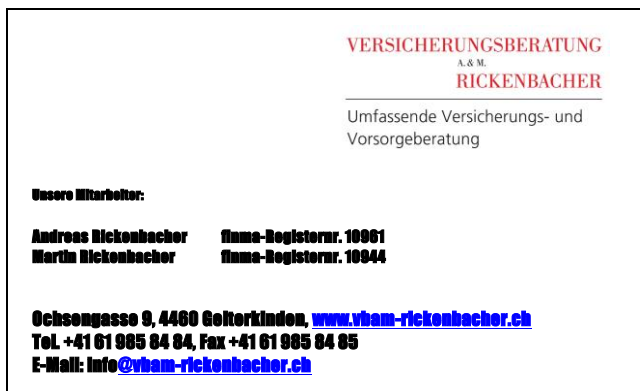 VERSICHERUNGSBERATUNG
A. & M.
RICKENBACHER
Umfassende Versicherungs- und
Vorsorgeberatung
Unsere Mitarbeiter:
Andreas Rickenbacher finma-Registernr. 10961
Martin Rickenbacher finma-Registernr. 10944
Ochsengasse 9, 4460 Gelterkinden, www.vbam-rickenbacher.ch
Tel. +41 61 985 84 84, Fax +41 61 985 84 85
E-Mail: info@vbam-rickenbacher.ch